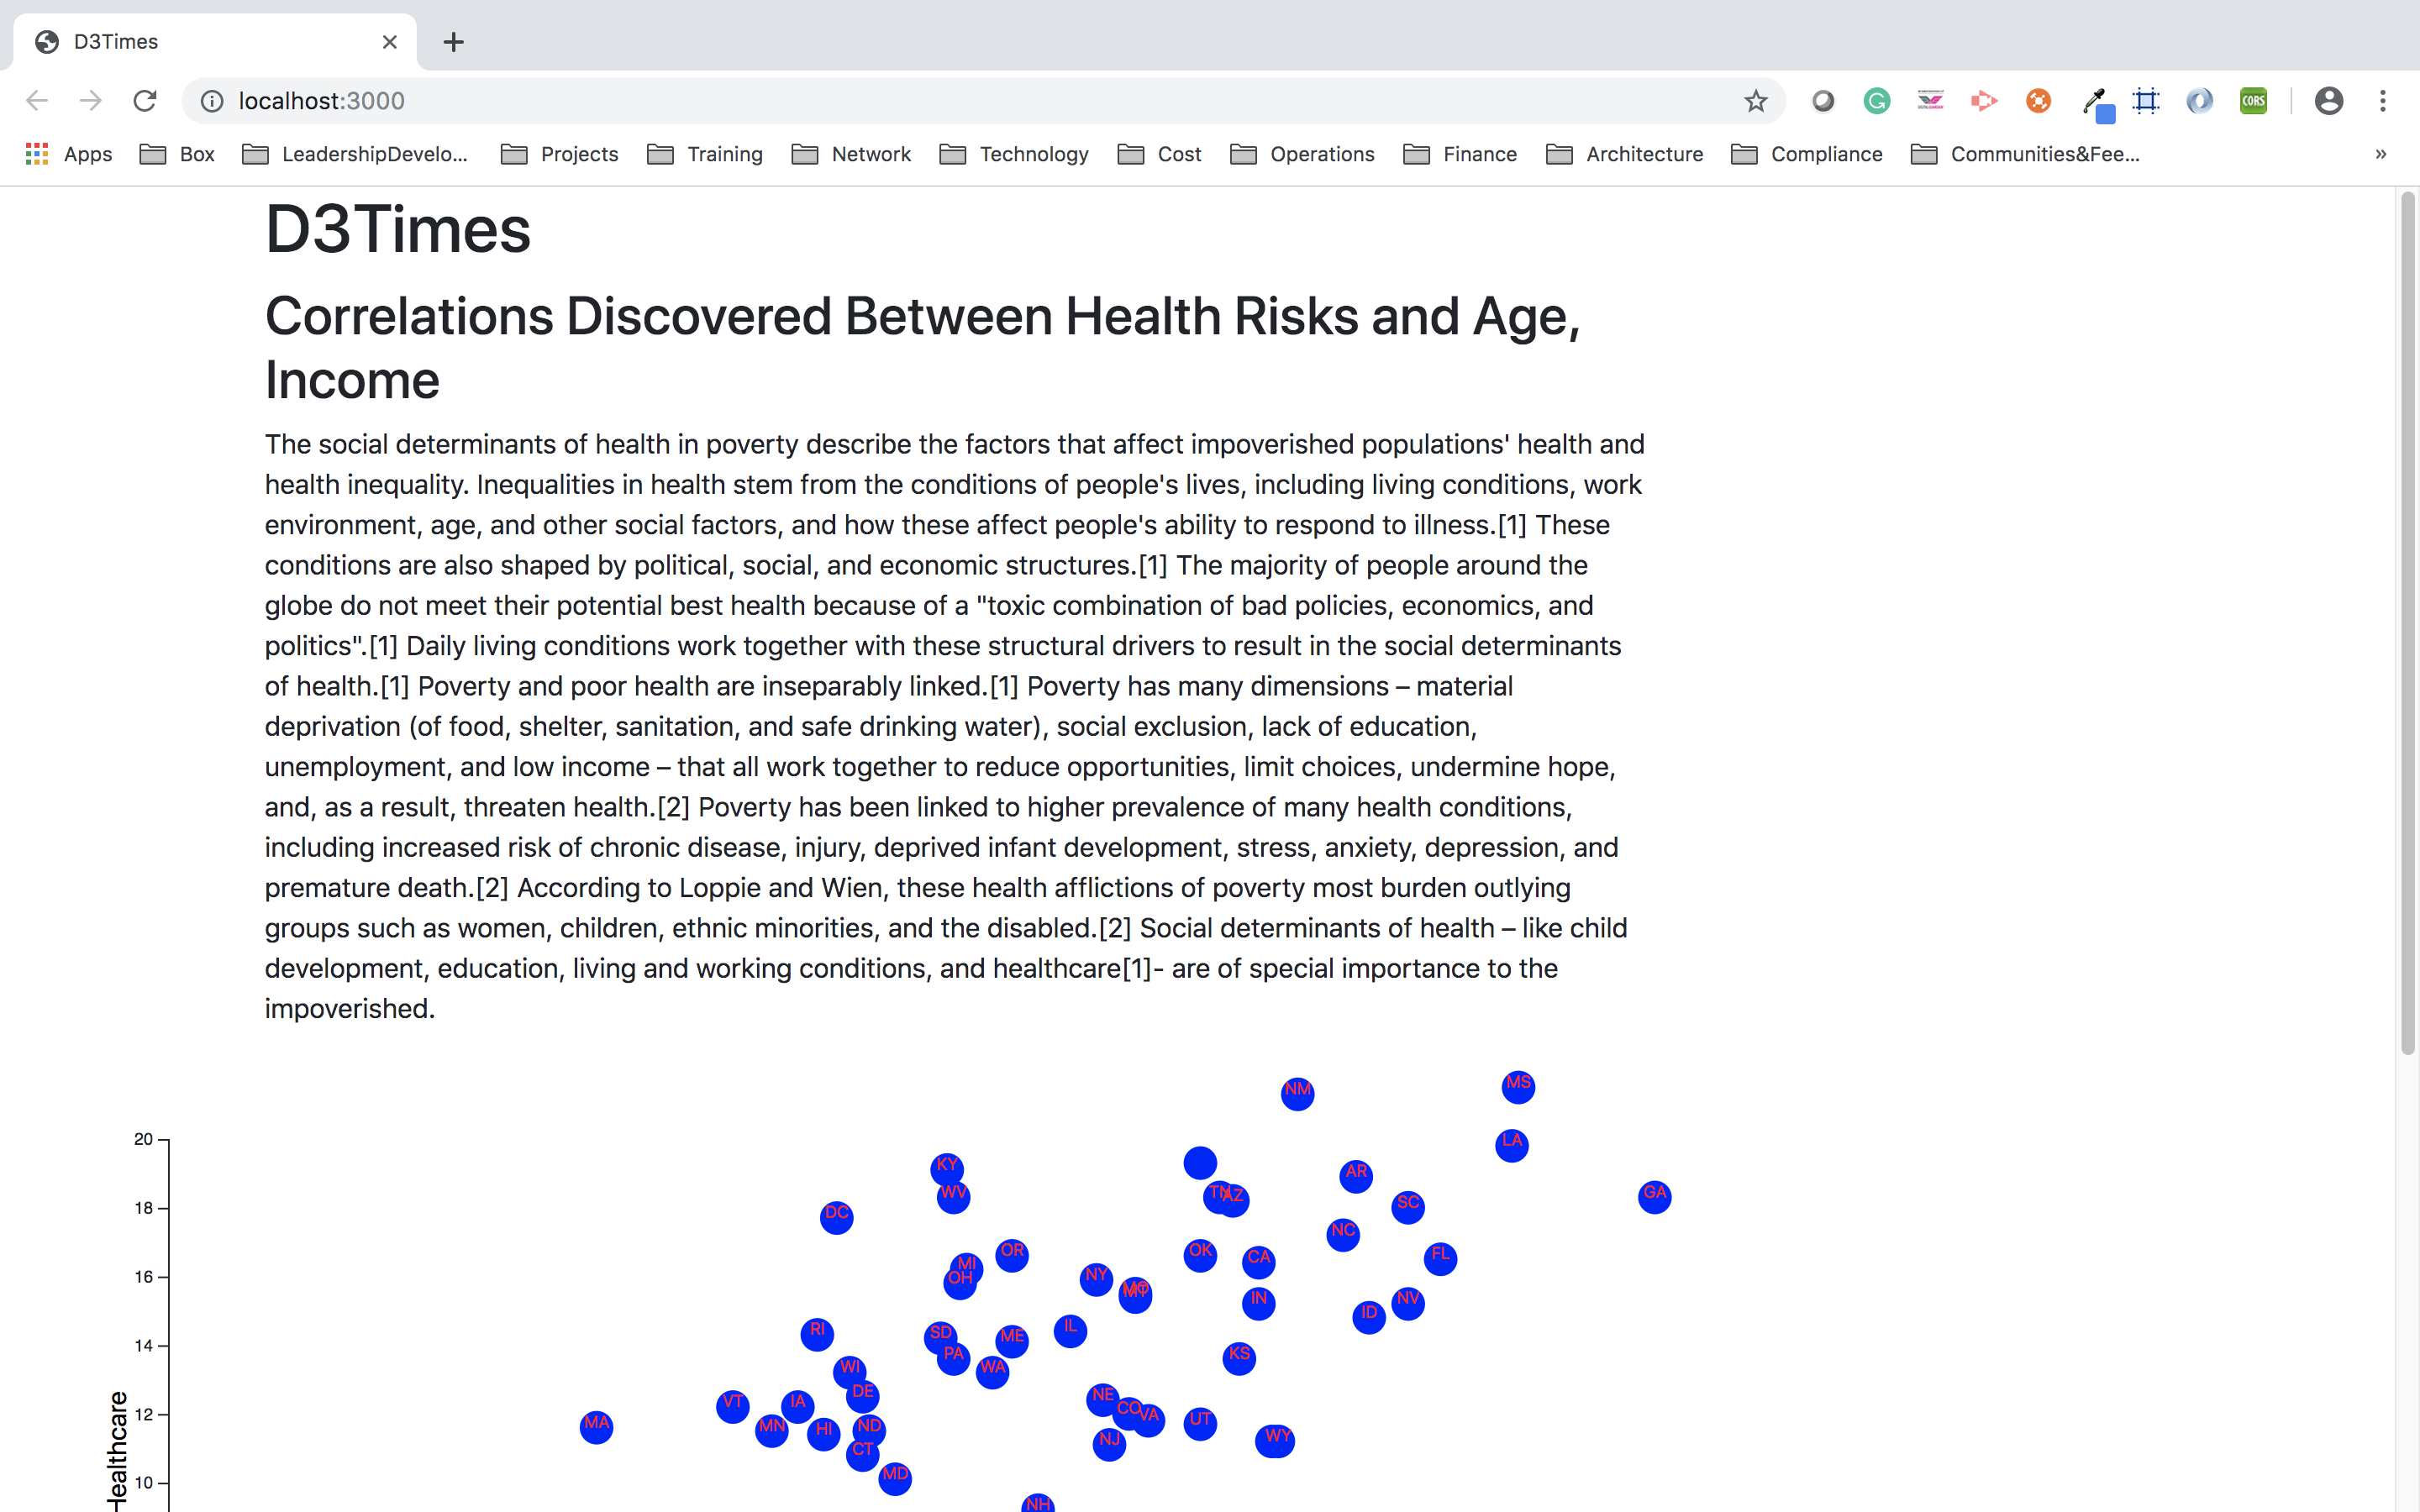 D3Times
localhost:3000
CORS
Apps Box LeadershipDevelo... Projects Training Network Technology Cost Operations Finance Architecture Compliance Communities&Fee... »
D3Times
Correlations Discovered Between Health Risks and Age,
Income
The social determinants of health in poverty describe the factors that affect impoverished populations' health and
health inequality. Inequalities in health stem from the conditions of people's lives, including living conditions, work
environment, age, and other social factors, and how these affect people's ability to respond to illness.[1] These
conditions are also shaped by political, social, and economic structures.[1] The majority of people around the
globe do not meet their potential best health because of a "toxic combination of bad policies, economics, and
politics".[1] Daily living conditions work together with these structural drivers to result in the social determinants
of health.[1] Poverty and poor health are inseparably linked.[1] Poverty has many dimensions – material
deprivation (of food, shelter, sanitation, and safe drinking water), social exclusion, lack of education,
unemployment, and low income – that all work together to reduce opportunities, limit choices, undermine hope,
and, as a result, threaten health.[2] Poverty has been linked to higher prevalence of many health conditions,
including increased risk of chronic disease, injury, deprived infant development, stress, anxiety, depression, and
premature death.[2] According to Loppie and Wien, these health afflictions of poverty most burden outlying
groups such as women, children, ethnic minorities, and the disabled.[2] Social determinants of health – like child
development, education, living and working conditions, and healthcare[1]- are of special importance to the
impoverished.
NM MS
20 LA
KY AR
WV TN AZ GA
18 DC SC
NC
OR OK CA FL
16 MI
OH NY MT
IN NV
ID
RI SD ME IL
14 PA KS
WI WA
DE NE
VT IA CO
12 MA MN HI ND VA UT
CT NJ WY
10 MD
NH
Healthcare